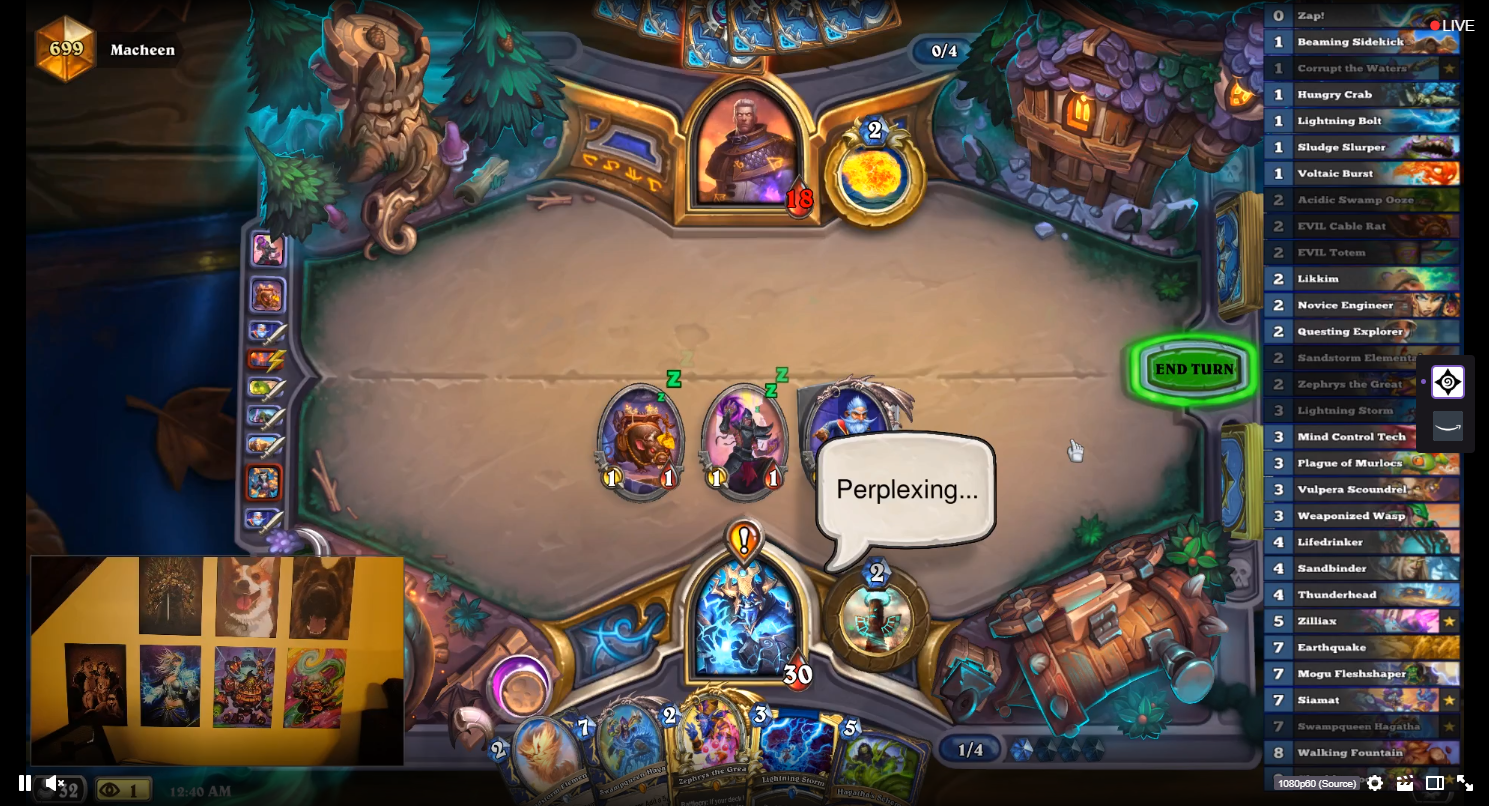 699
Macheen
0/4
LIVE
2
18
END TURN
z
z
z
z
1
1
1
1
Perplexing...
!
2
30
2
7
2
3
5
Zephrys the Grea
Lightning Storm
1/4
32
1
12:40 AM
1080p60 (Source)
0 Zap!
1 Beaming Sidekick
1 Corrupt the Waters
1 Hungry Crab
1 Lightning Bolt
1 Sludge Slurper
1 Voltaic Burst
2 Acidic Swamp Ooze
2 EVIL Cable Rat
2 EVIL Totem
2 Likkim
2 Novice Engineer
2 Questing Explorer
2 Sandstorm Elementa
2 Zephrys the Great
3 Lightning Storm
3 Mind Control Tech
3 Plague of Murlocs
3 Vulpera Scoundrel
3 Weaponized Wasp
4 Lifedrinker
4 Sandbinder
4 Thunderhead
5 Zilliax
7 Earthquake
7 Mogu Fleshshaper
7 Siamat
7 Swampqueen Hagatha
8 Walking Fountain